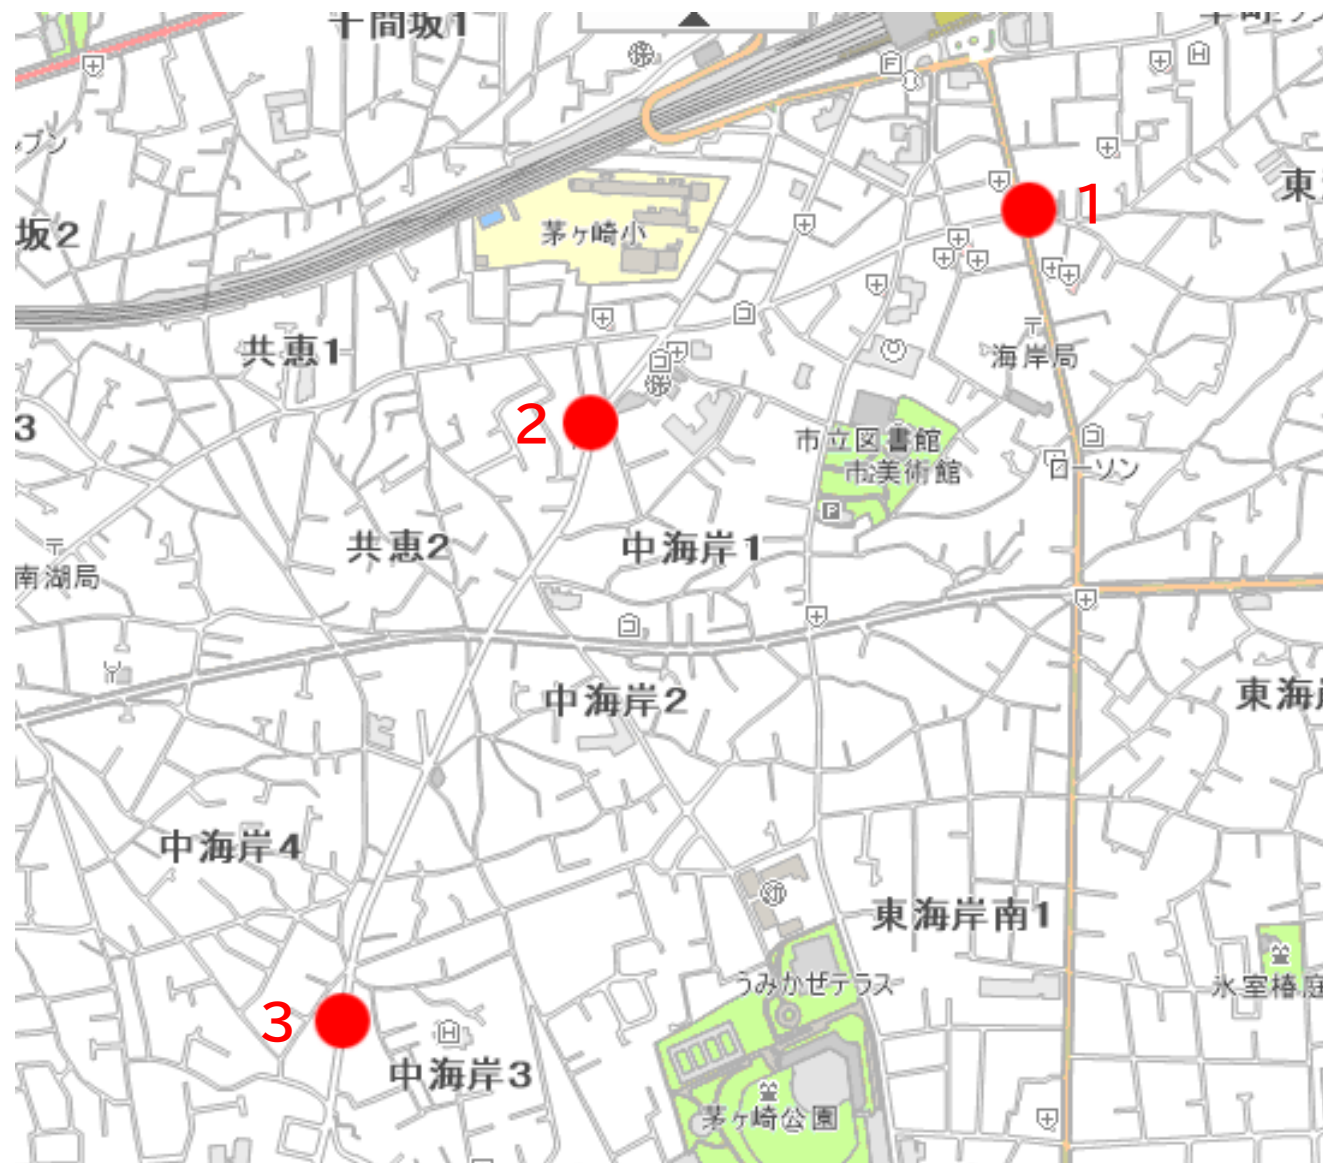 十間坂1
坂2
茅ヶ崎小
1
東
共恵1
海岸局
3
2
市立図書館
市美術館
ローソン
共恵2
中海岸1
南湖局
中海岸2
東海
中海岸4
東海岸南1
うみかぜテラス
氷室椿庭
3
中海岸3
茅ヶ崎公園